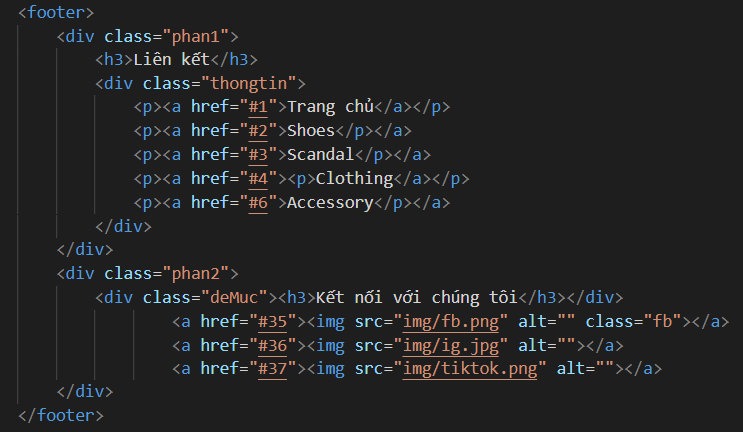 <footer>
<div class="phan1">
<h3>Liên kết</h3>
<div class="thongtin">
<p><a href="#1">Trang chủ</a></p>
<p><a href="#2">Shoes</p></a>
<p><a href="#3">Scandal</p></a>
<p><a href="#4"><p>Clothing</a></p>
<p><a href="#6">Accessory</p></a>
</div>
</div>
<div class="phan2">
<div class="deMuc"><h3>Kết nối với chúng tôi</h3></div>
<a href="#35"><img src="img/fb.png" alt="" class="fb"></a>
<a href="#36"><img src="img/ig.jpg" alt=""></a>
<a href="#37"><img src="img/tiktok.png" alt=""></a>
</div>
</footer>